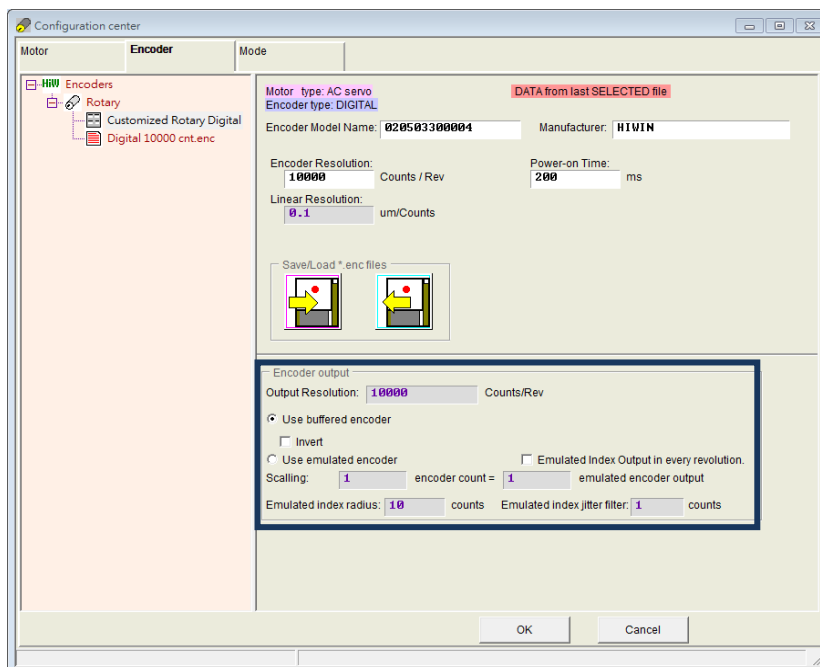 Configuration center
Motor Encoder Mode
HiW Encoders
Rotary
Customized Rotary Digital
Digital 10000 cnt.enc
Motor type: AC servo DATA from last SELECTED file
Encoder type: DIGITAL
Encoder Model Name: 020503300004 Manufacturer: HIWIN
Encoder Resolution: Power-on Time:
10000 Counts / Rev 200 ms
Linear Resolution:
0.1 um/Counts
Save/Load *.enc files
Encoder output
Output Resolution: 10000 Counts/Rev
Use buffered encoder
Invert
Use emulated encoder Emulated Index Output in every revolution.
Scalling: 1 encoder count = 1 emulated encoder output
Emulated index radius: 10 counts Emulated index jitter filter: 1 counts
OK Cancel